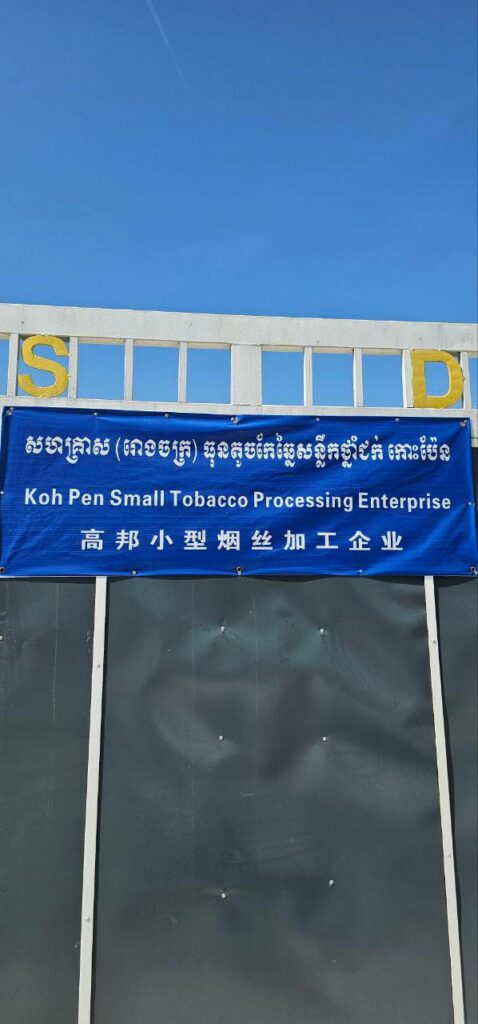 S D
សហគ្រាស (រោងចក្រ) ធុនតូចកែឆ្នៃសន្លឹកថ្នាំជក់ កោះប៉ែន
Koh Pen Small Tobacco Processing Enterprise
高邦小型烟丝加工企业